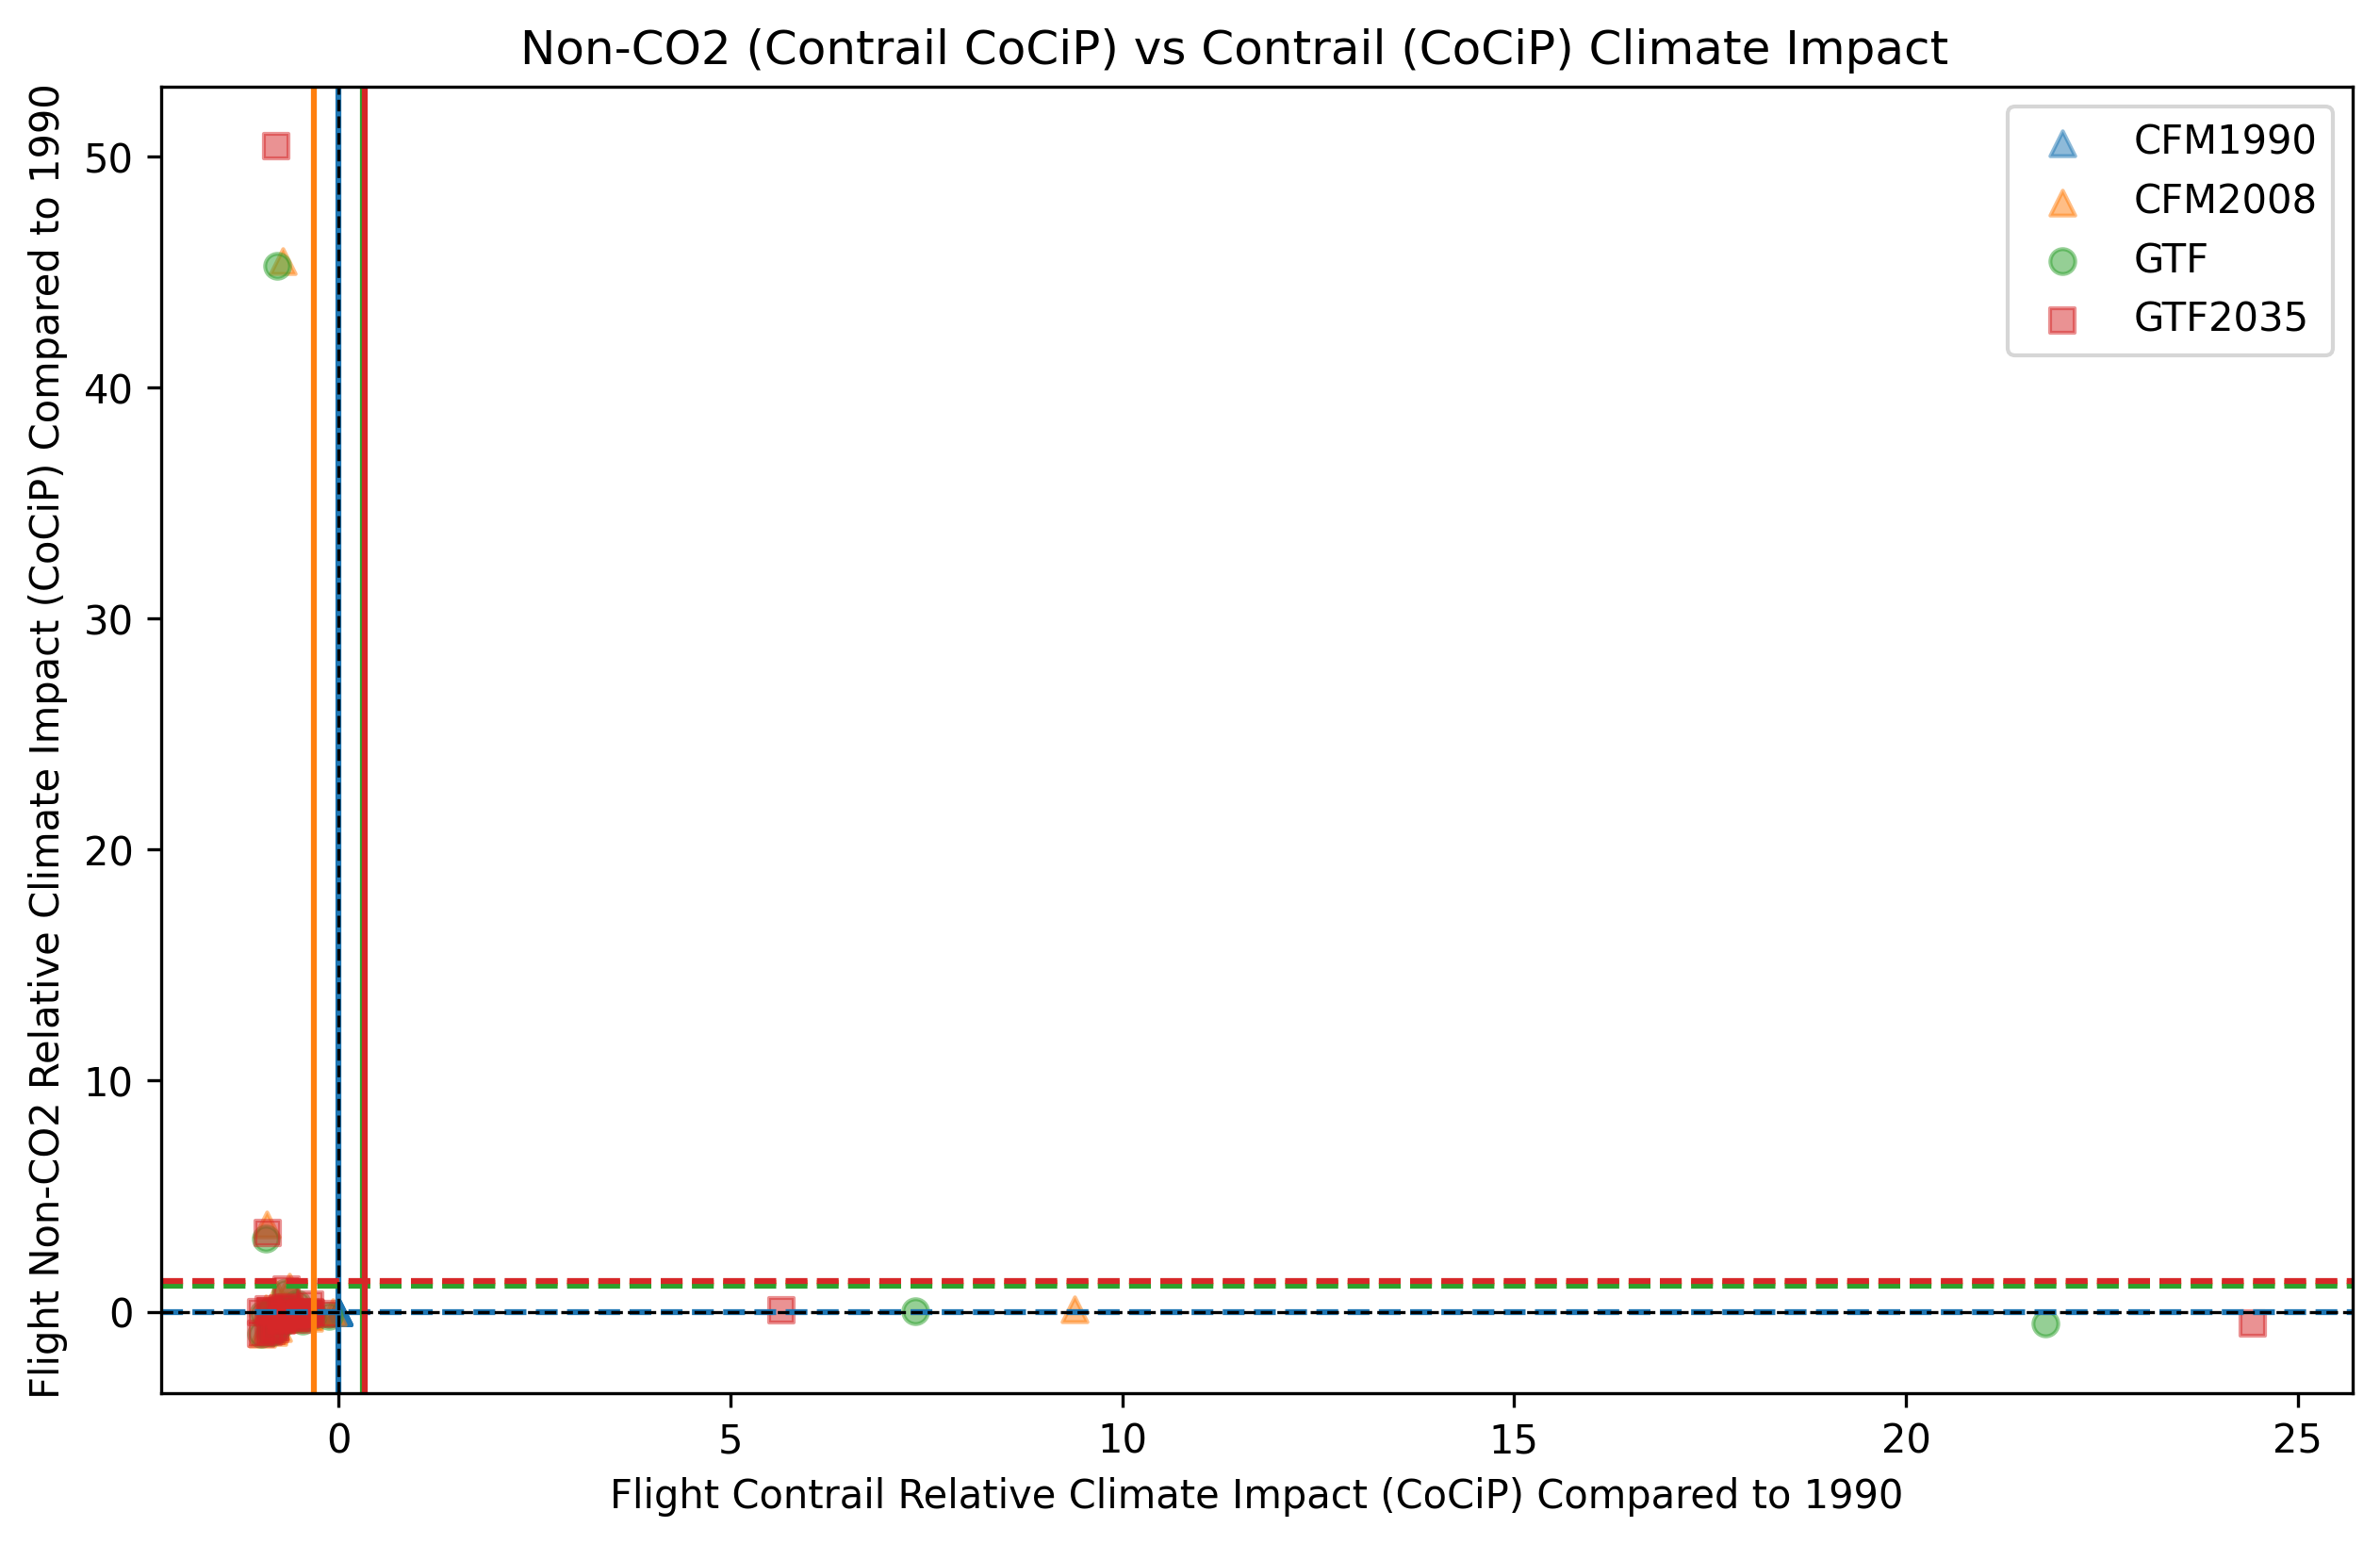 Non-CO2 (Contrail CoCiP) vs Contrail (CoCiP) Climate Impact
Flight Non-CO2 Relative Climate Impact (CoCiP) Compared to 1990
50
40
30
20
10
0
CFM1990
CFM2008
GTF
GTF2035
0 5 10 15 20 25
Flight Contrail Relative Climate Impact (CoCiP) Compared to 1990